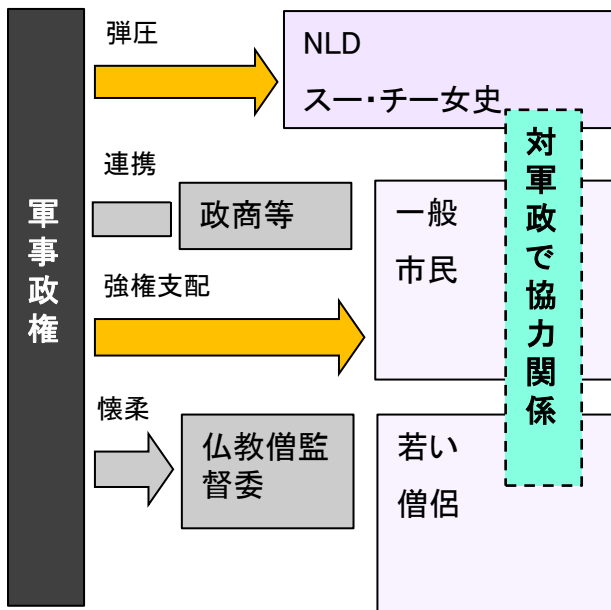 軍事政権
弾圧
NLD
スー・チー女史
連携
政商等
一般
市民
強権支配
懐柔
仏教僧監
督委
若い
僧侶
対軍政で協力関係